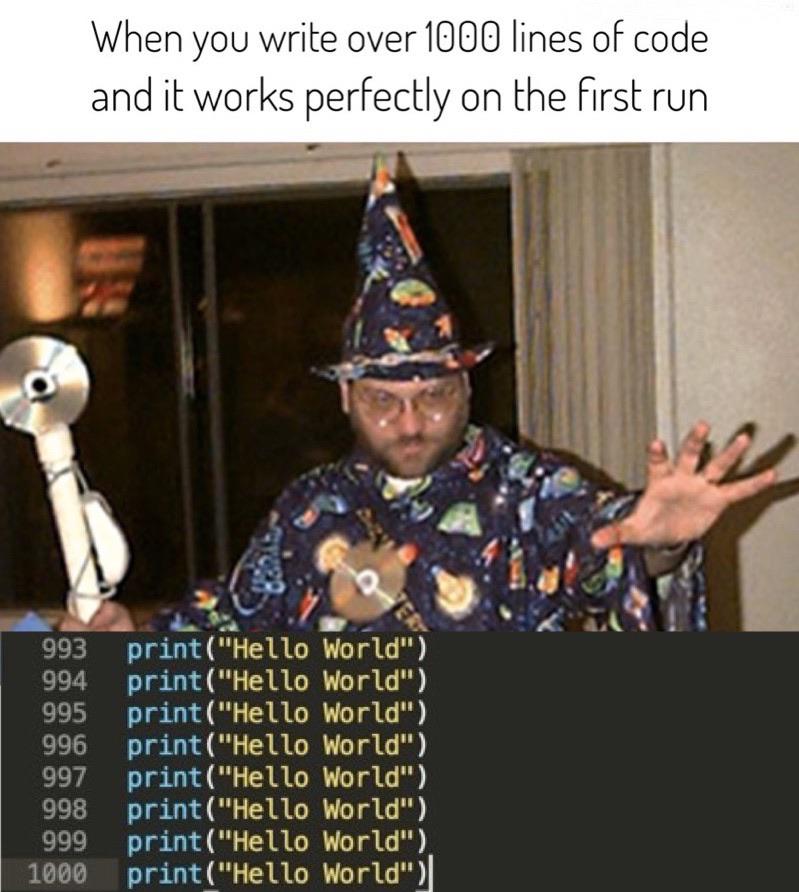 When you write over 1000 lines of code
and it works perfectly on the first run
993 print("Hello World")
994 print("Hello World")
995 print("Hello World")
996 print("Hello World")
997 print("Hello World")
998 print("Hello World")
999 print("Hello World")
1000 print("Hello World")